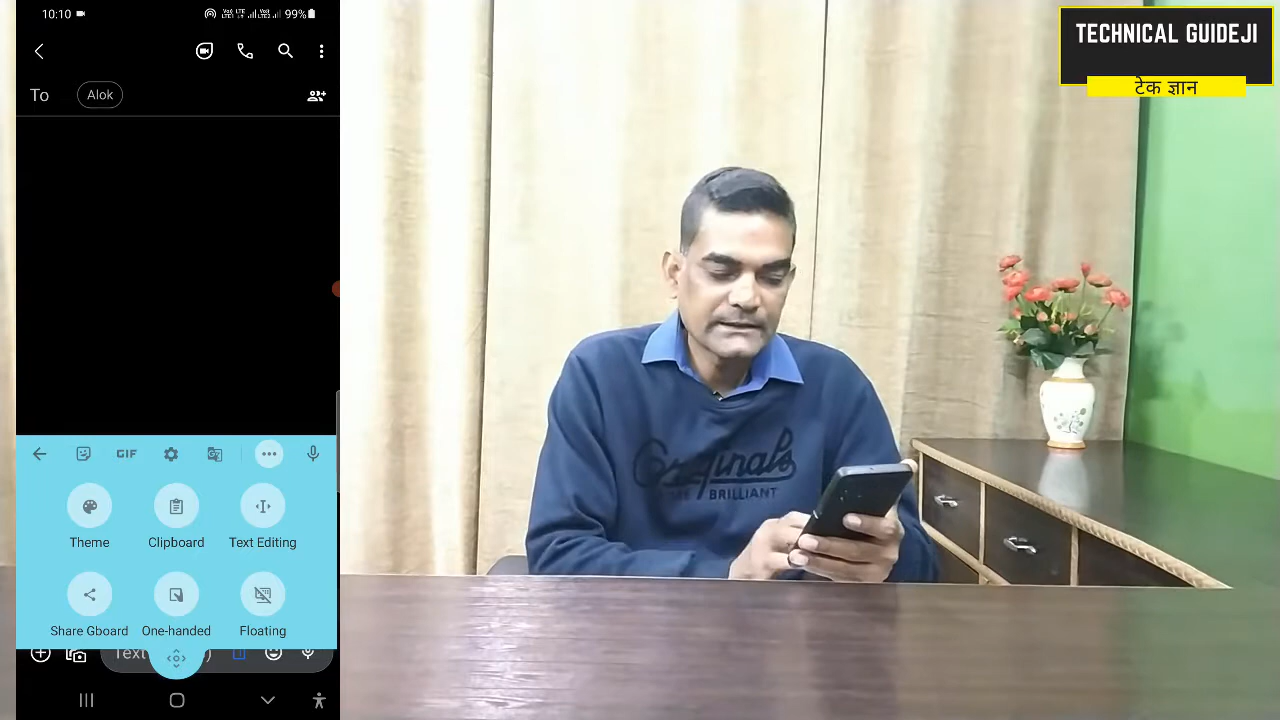 10:10
99%
TECHNICAL GUIDEJI
टेक ज्ञान
To Alok
GIF
Theme Clipboard Text Editing
Share Gboard One-handed Floating
Text
Originals
BRILLIANT